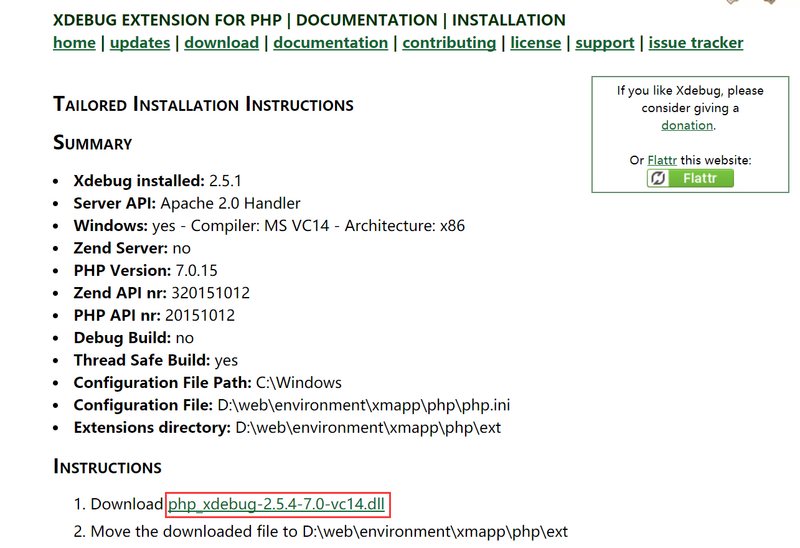 XDEBUG EXTENSION FOR PHP | DOCUMENTATION | INSTALLATION
home | updates | download | documentation | contributing | license | support | issue tracker
If you like Xdebug, please
consider giving a
donation.
Or Flattr this website:
Flattr
Tailored Installation Instructions
Summary
• Xdebug installed: 2.5.1
• Server API: Apache 2.0 Handler
• Windows: yes - Compiler: MS VC14 - Architecture: x86
• Zend Server: no
• PHP Version: 7.0.15
• Zend API nr: 320151012
• PHP API nr: 20151012
• Debug Build: no
• Thread Safe Build: yes
• Configuration File Path: C:\Windows
• Configuration File: D:\web\environment\xmapp\php\php.ini
• Extensions directory: D:\web\environment\xmapp\php\ext
Instructions
1. Download php_xdebug-2.5.4-7.0-vc14.dll
2. Move the downloaded file to D:\web\environment\xmapp\php\ext